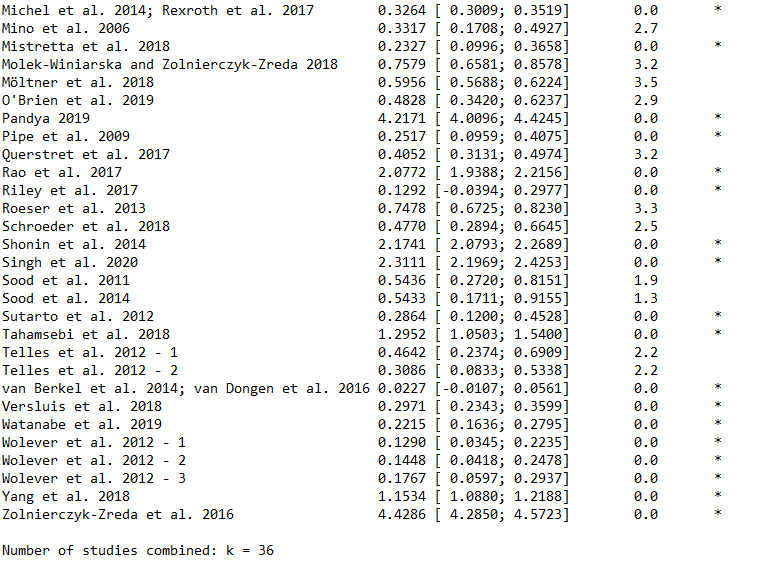 Michel et al. 2014; Rexroth et al. 2017 0.3264 [ 0.3009; 0.3519] 0.0 *
Mino et al. 2006 0.3317 [ 0.1708; 0.4927] 2.7
Mistretta et al. 2018 0.2327 [ 0.0996; 0.3658] 0.0 *
Molek-Winiarska and Zolnierczyk-Zreda 2018 0.7579 [ 0.6581; 0.8578] 3.2
Möltner et al. 2018 0.5956 [ 0.5688; 0.6224] 3.5
O'Brien et al. 2019 0.4828 [ 0.3420; 0.6237] 2.9
Pandya 2019 4.2171 [ 4.0096; 4.4245] 0.0 *
Pipe et al. 2009 0.2517 [ 0.0959; 0.4075] 0.0 *
Querstret et al. 2017 0.4052 [ 0.3131; 0.4974] 3.2
Rao et al. 2017 2.0772 [ 1.9388; 2.2156] 0.0 *
Riley et al. 2017 0.1292 [-0.0394; 0.2977] 0.0 *
Roeser et al. 2013 0.7478 [ 0.6725; 0.8230] 3.3
Schroeder et al. 2018 0.4770 [ 0.2894; 0.6645] 2.5
Shonin et al. 2014 2.1741 [ 2.0793; 2.2689] 0.0 *
Singh et al. 2020 2.3111 [ 2.1969; 2.4253] 0.0 *
Sood et al. 2011 0.5436 [ 0.2720; 0.8151] 1.9
Sood et al. 2014 0.5433 [ 0.1711; 0.9155] 1.3
Sutarto et al. 2012 0.2864 [ 0.1200; 0.4528] 0.0 *
Tahamsebi et al. 2018 1.2952 [ 1.0503; 1.5400] 0.0 *
Telles et al. 2012 - 1 0.4642 [ 0.2374; 0.6909] 2.2
Telles et al. 2012 - 2 0.3086 [ 0.0833; 0.5338] 2.2
van Berkel et al. 2014; van Dongen et al. 2016 0.0227 [-0.0107; 0.0561] 0.0 *
Versluis et al. 2018 0.2971 [ 0.2343; 0.3599] 0.0 *
Watanabe et al. 2019 0.2215 [ 0.1636; 0.2795] 0.0 *
Wolever et al. 2012 - 1 0.1290 [ 0.0345; 0.2235] 0.0 *
Wolever et al. 2012 - 2 0.1448 [ 0.0418; 0.2478] 0.0 *
Wolever et al. 2012 - 3 0.1767 [ 0.0597; 0.2937] 0.0 *
Yang et al. 2018 1.1534 [ 1.0880; 1.2188] 0.0 *
Zolnierczyk-Zreda et al. 2016 4.4286 [ 4.2850; 4.5723] 0.0 *
Number of studies combined: k = 36